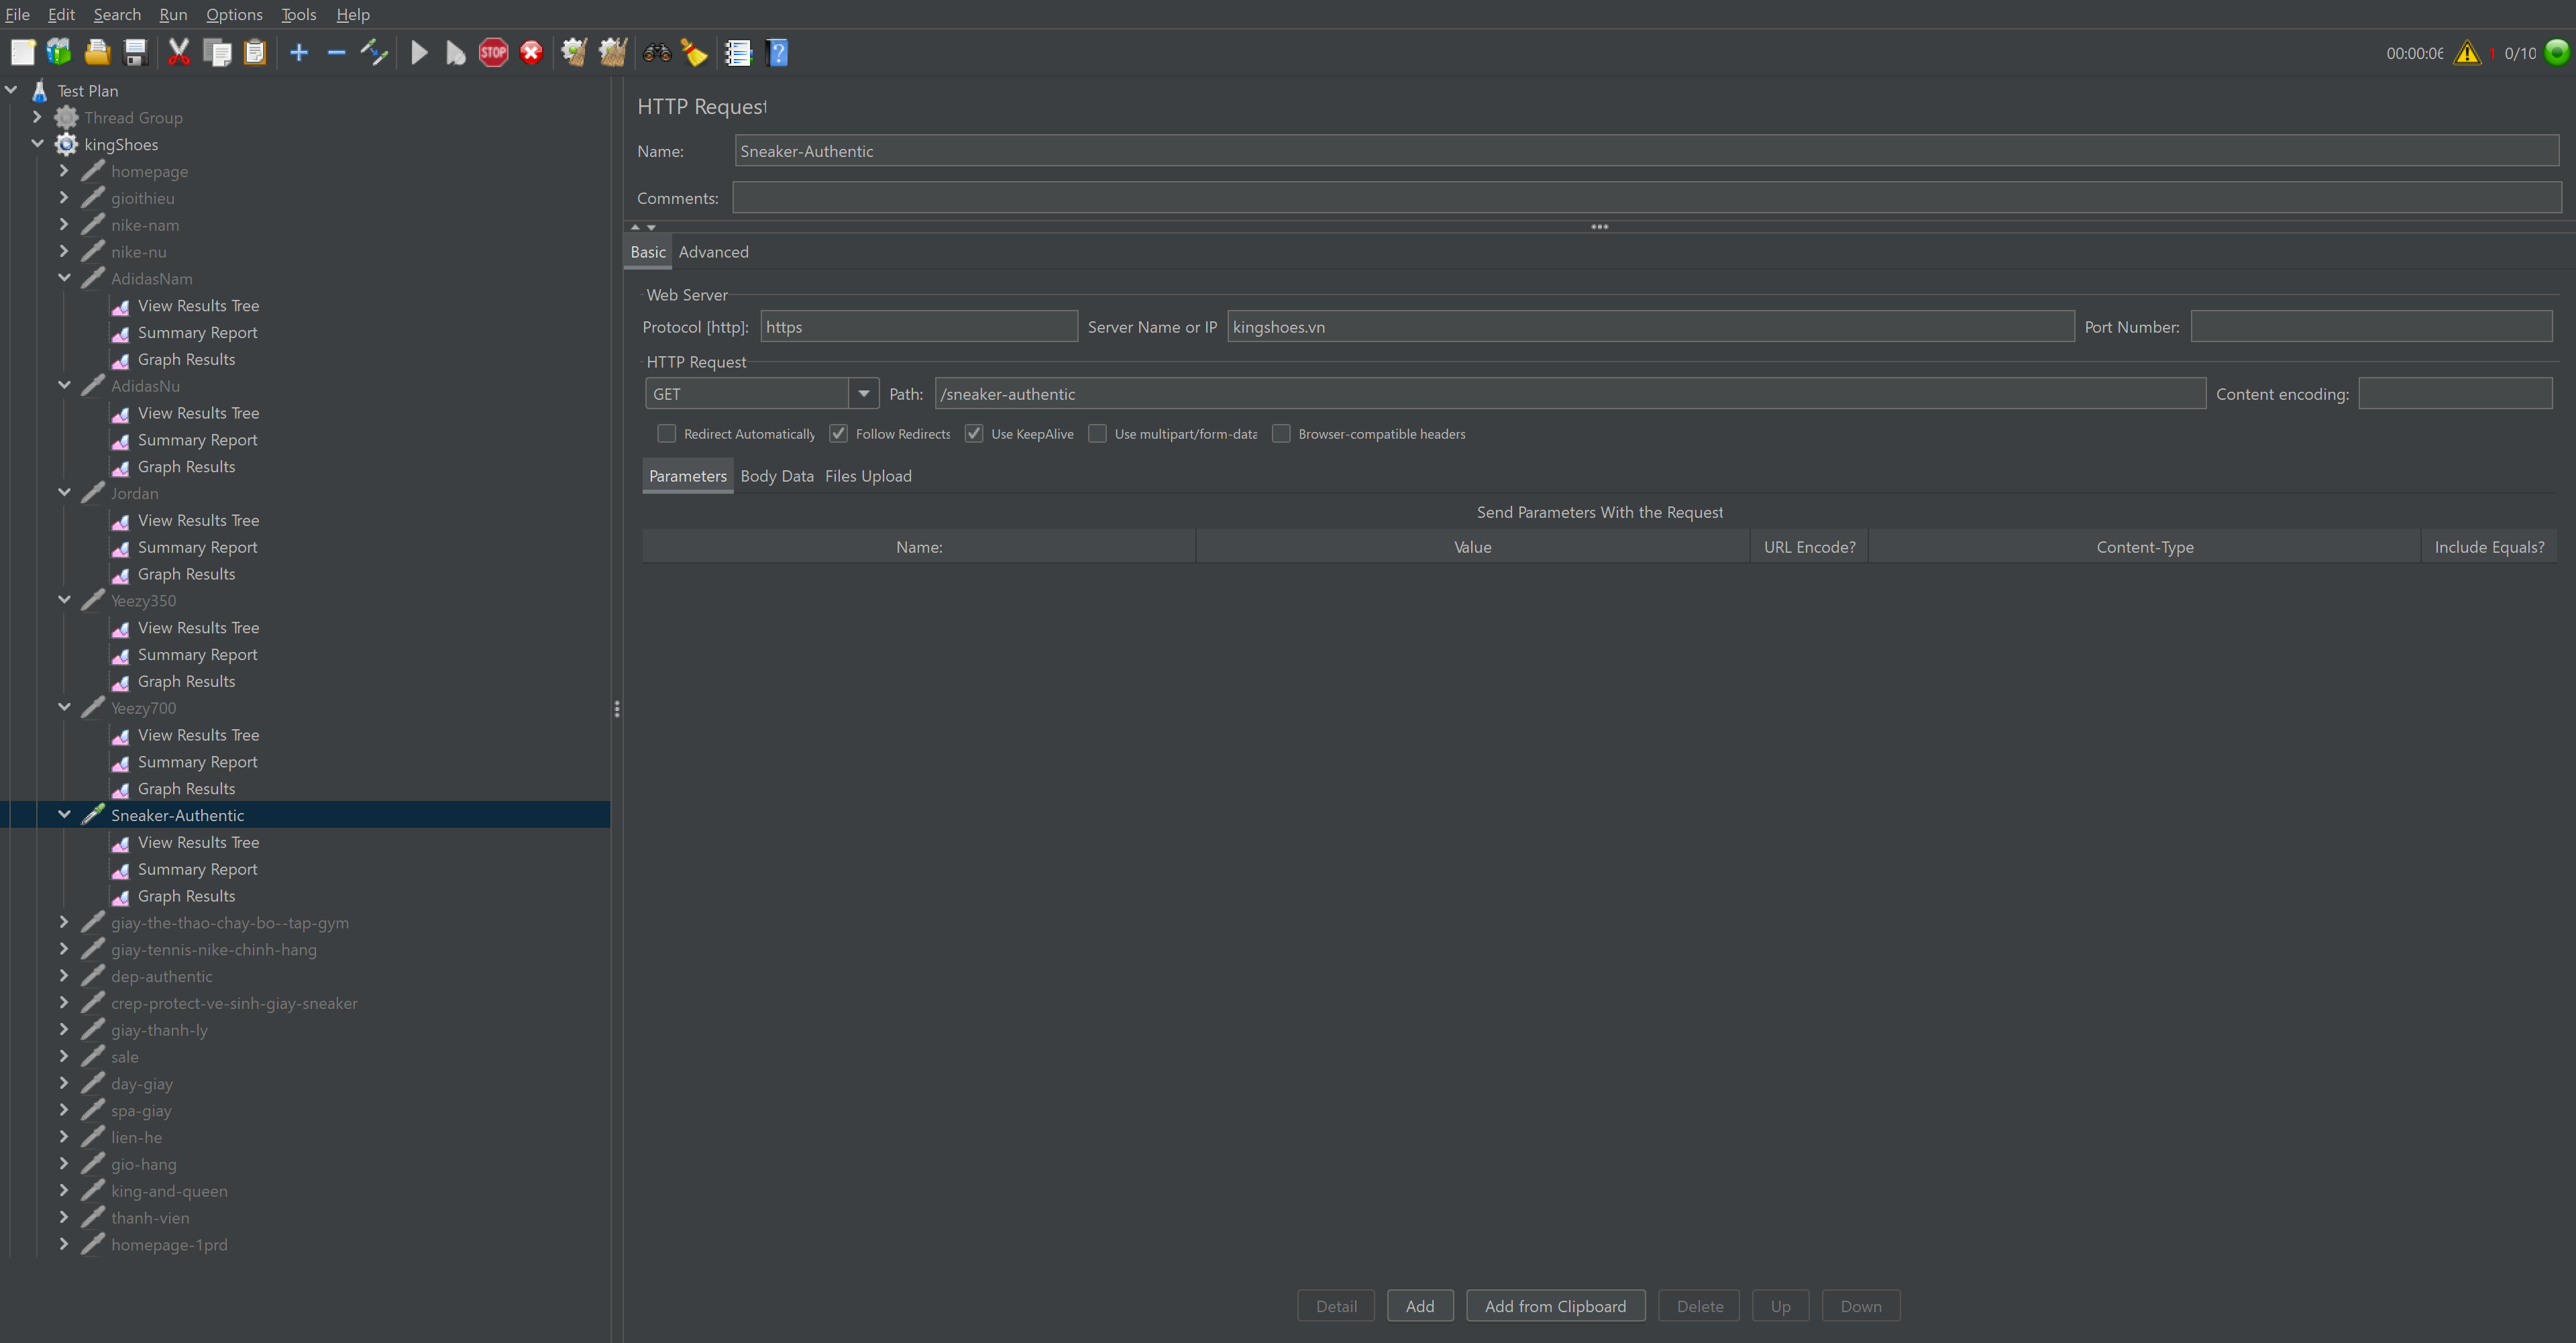 File Edit Search Run Options Tools Help
STOP
00:00:06 1 0/10
Test Plan
Thread Group
kingShoes
homepage
gioithieu
nike-nam
nike-nu
AdidasNam
View Results Tree
Summary Report
Graph Results
AdidasNu
View Results Tree
Summary Report
Graph Results
Jordan
View Results Tree
Summary Report
Graph Results
Yeezy350
View Results Tree
Summary Report
Graph Results
Yeezy700
View Results Tree
Summary Report
Graph Results
Sneaker-Authentic
View Results Tree
Summary Report
Graph Results
giay-the-thao-chay-bo--tap-gym
giay-tennis-nike-chinh-hang
dep-authentic
crep-protect-ve-sinh-giay-sneaker
giay-thanh-ly
sale
day-giay
spa-giay
lien-he
gio-hang
king-and-queen
thanh-vien
homepage-1prd
HTTP Request
Name: Sneaker-Authentic
Comments:
Basic Advanced
Web Server
Protocol [http]: https Server Name or IP kingshoes.vn Port Number:
HTTP Request
GET Path: /sneaker-authentic Content encoding:
Redirect Automatically Follow Redirects Use KeepAlive Use multipart/form-data Browser-compatible headers
Parameters Body Data Files Upload
Send Parameters With the Request
Name: Value URL Encode? Content-Type Include Equals?
Detail Add Add from Clipboard Delete Up Down